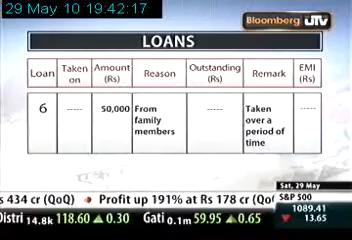 29 May 10 19:42:17
Bloomberg UTV
LOANS
Loan Taken on Amount (Rs) Reason Outstanding (Rs) Remark EMI (Rs)
6 ----- 50,000 From family members ----- Taken over a period of time -----
s 434 cr (QoQ) Profit up 191% at Rs 178 cr (Qo
Sat, 29 May
S&P 500
1089.41
13.65
Distri 14.8k 118.60 ▲ 0.30 Gati 0.1m 59.95 ▲ 0.65